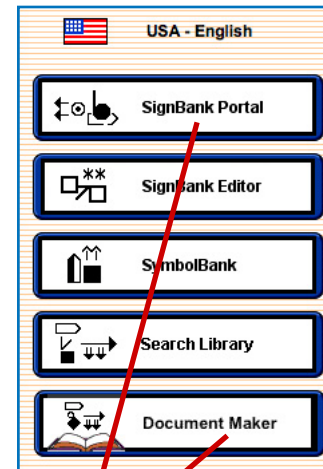 USA - English
SignBank Portal
SignBank Editor
SymbolBank
Search Library
Document Maker